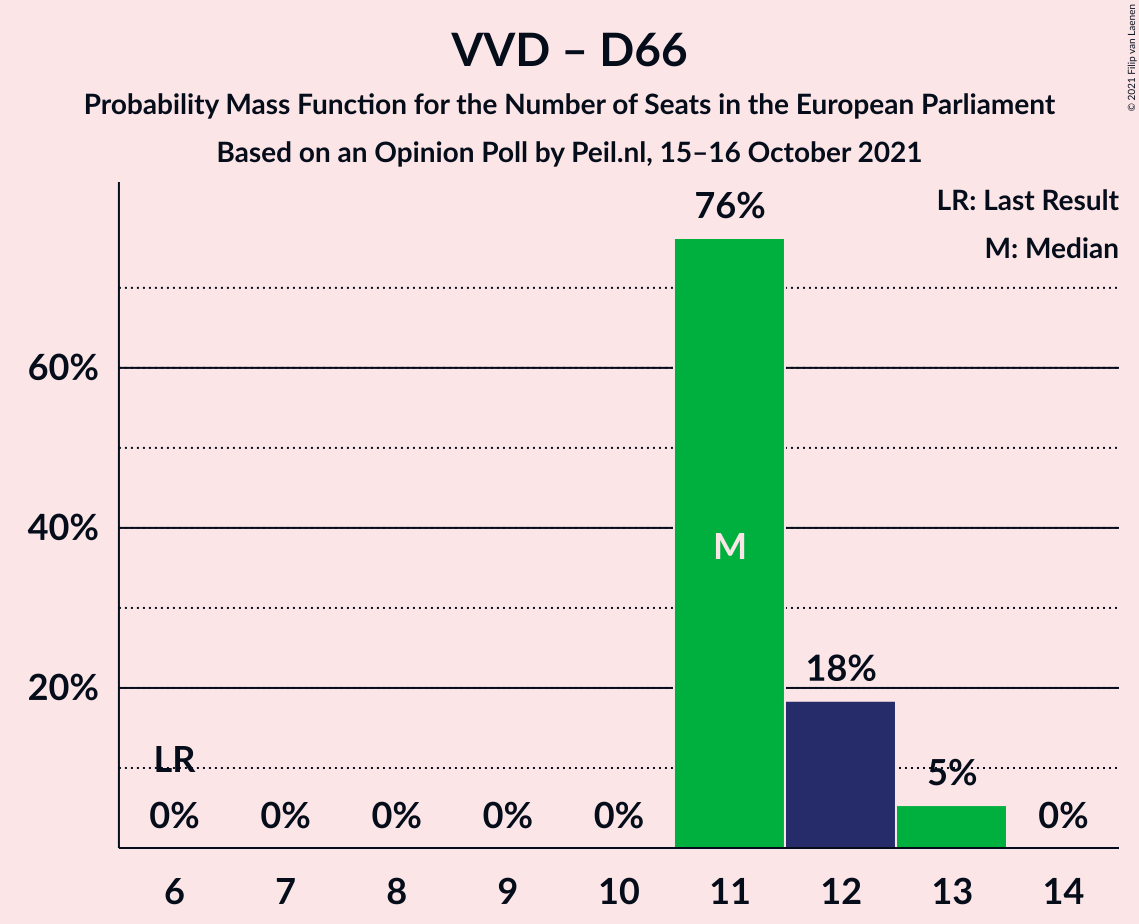 VVD – D66
Probability Mass Function for the Number of Seats in the European Parliament
Based on an Opinion Poll by Peil.nl, 15–16 October 2021
© 2021 Filip van Laenen
LR: Last Result
M: Median
76%
60%
40%
20%
M
18%
LR
5%
0% 0% 0% 0% 0% 0%
6 7 8 9 10 11 12 13 14